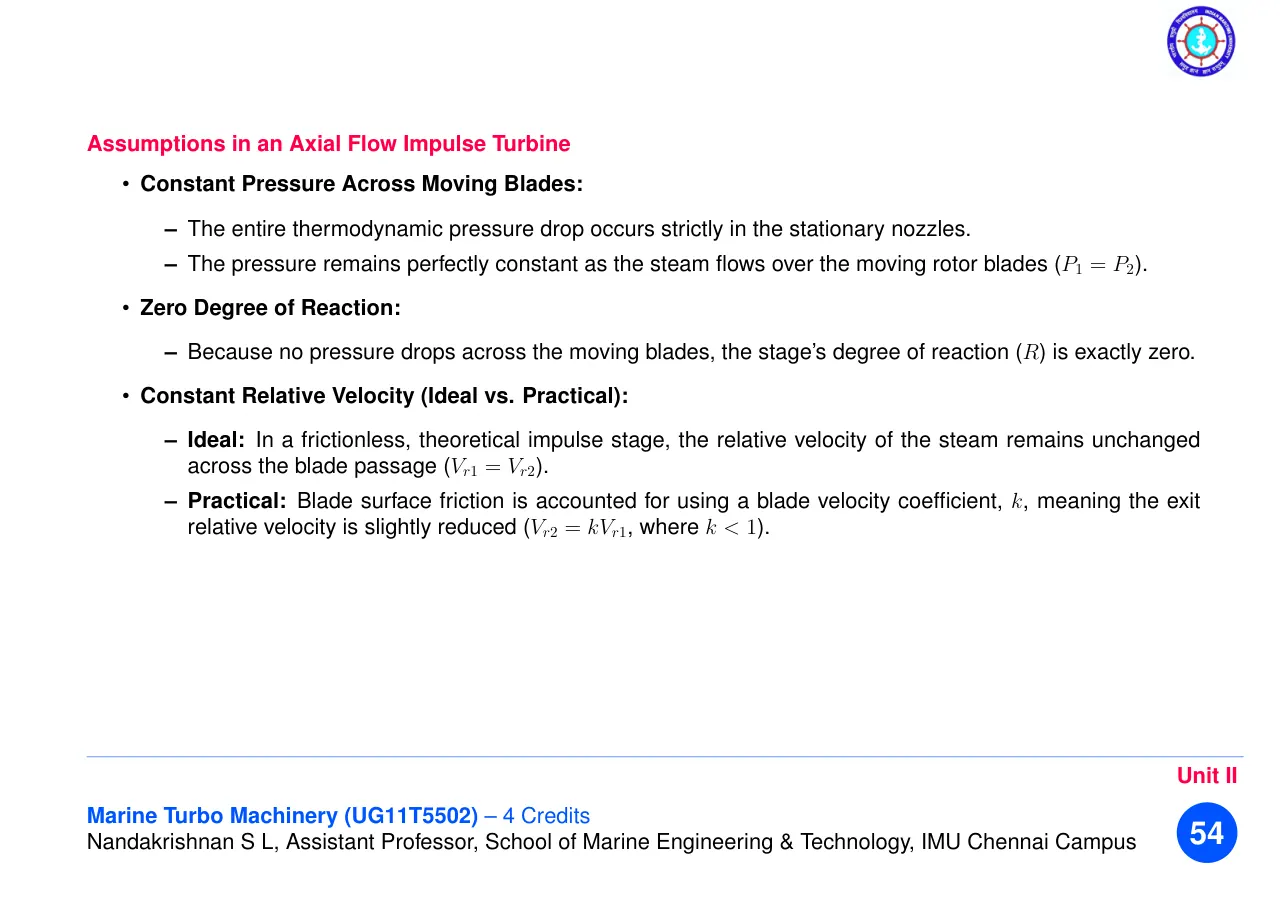 Assumptions in an Axial Flow Impulse Turbine
• Constant Pressure Across Moving Blades:
– The entire thermodynamic pressure drop occurs strictly in the stationary nozzles.
– The pressure remains perfectly constant as the steam flows over the moving rotor blades (P₁ = P₂).
• Zero Degree of Reaction:
– Because no pressure drops across the moving blades, the stage's degree of reaction (R) is exactly zero.
• Constant Relative Velocity (Ideal vs. Practical):
– Ideal: In a frictionless, theoretical impulse stage, the relative velocity of the steam remains unchanged
across the blade passage (Vᵣ₁ = Vᵣ₂).
– Practical: Blade surface friction is accounted for using a blade velocity coefficient, k, meaning the exit
relative velocity is slightly reduced (Vᵣ₂ = kVᵣ₁, where k < 1).
Unit II
Marine Turbo Machinery (UG11T5502) – 4 Credits
Nandakrishnan S L, Assistant Professor, School of Marine Engineering & Technology, IMU Chennai Campus
54